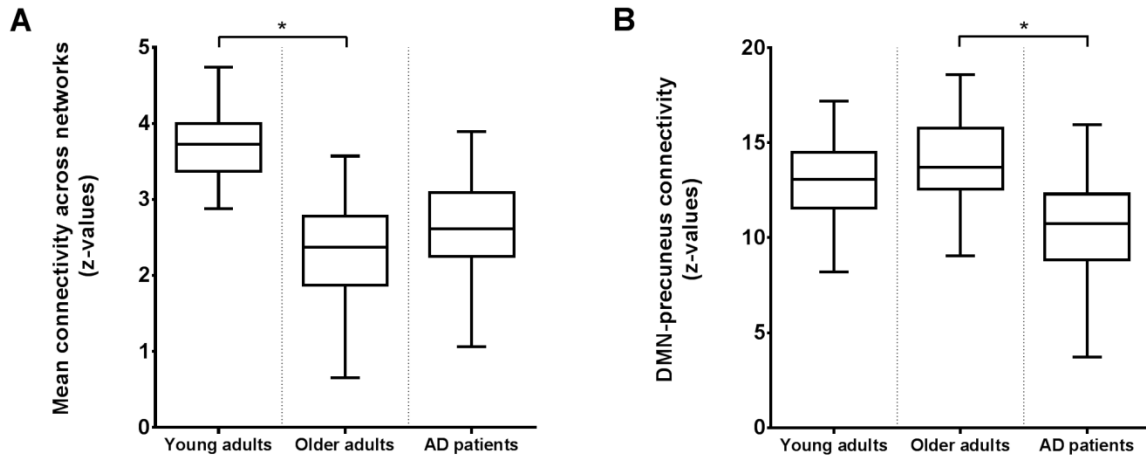 A
*
Mean connectivity across networks
(z-values)
5
4
3
2
1
0
Young adults
Older adults
AD patients
B
*
DMN-precuneus connectivity
(z-values)
20
15
10
5
0
Young adults
Older adults
AD patients